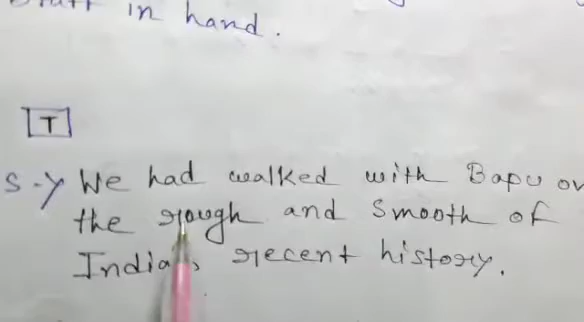 in hand.
T
S-Y We had walked with Bapu ov
the rough and smooth of
India, recent history.